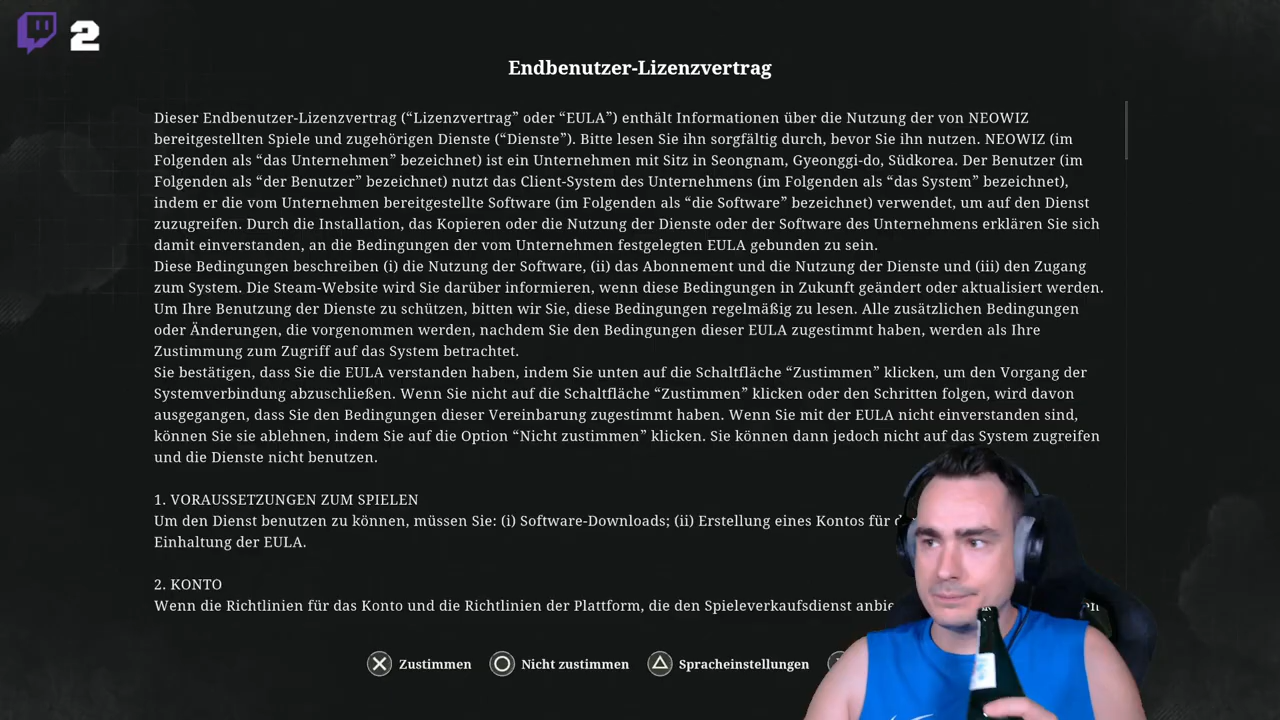 2
Endbenutzer-Lizenzvertrag
Dieser Endbenutzer-Lizenzvertrag (“Lizenzvertrag” oder “EULA”) enthält Informationen über die Nutzung der von NEOWIZ
bereitgestellten Spiele und zugehörigen Dienste (“Dienste”). Bitte lesen Sie ihn sorgfältig durch, bevor Sie ihn nutzen. NEOWIZ (im
Folgenden als “das Unternehmen” bezeichnet) ist ein Unternehmen mit Sitz in Seongnam, Gyeonggi-do, Südkorea. Der Benutzer (im
Folgenden als “der Benutzer” bezeichnet) nutzt das Client-System des Unternehmens (im Folgenden als “das System” bezeichnet),
indem er die vom Unternehmen bereitgestellte Software (im Folgenden als “die Software” bezeichnet) verwendet, um auf den Dienst
zuzugreifen. Durch die Installation, das Kopieren oder die Nutzung der Dienste oder der Software des Unternehmens erklären Sie sich
damit einverstanden, an die Bedingungen der vom Unternehmen festgelegten EULA gebunden zu sein.
Diese Bedingungen beschreiben (i) die Nutzung der Software, (ii) das Abonnement und die Nutzung der Dienste und (iii) den Zugang
zum System. Die Steam-Website wird Sie darüber informieren, wenn diese Bedingungen in Zukunft geändert oder aktualisiert werden.
Um Ihre Benutzung der Dienste zu schützen, bitten wir Sie, diese Bedingungen regelmäßig zu lesen. Alle zusätzlichen Bedingungen
oder Änderungen, die vorgenommen werden, nachdem Sie den Bedingungen dieser EULA zugestimmt haben, werden als Ihre
Zustimmung zum Zugriff auf das System betrachtet.
Sie bestätigen, dass Sie die EULA verstanden haben, indem Sie unten auf die Schaltfläche “Zustimmen” klicken, um den Vorgang der
Systemverbindung abzuschließen. Wenn Sie nicht auf die Schaltfläche “Zustimmen” klicken oder den Schritten folgen, wird davon
ausgegangen, dass Sie den Bedingungen dieser Vereinbarung zugestimmt haben. Wenn Sie mit der EULA nicht einverstanden sind,
können Sie sie ablehnen, indem Sie auf die Option “Nicht zustimmen” klicken. Sie können dann jedoch nicht auf das System zugreifen
und die Dienste nicht benutzen.
1. VORAUSSETZUNGEN ZUM SPIELEN
Um den Dienst benutzen zu können, müssen Sie: (i) Software-Downloads; (ii) Erstellung eines Kontos für
Einhaltung der EULA.
2. KONTO
Wenn die Richtlinien für das Konto und die Richtlinien der Plattform, die den Spieleverkaufsdienst
Zustimmen Nicht zustimmen Spracheinstellungen